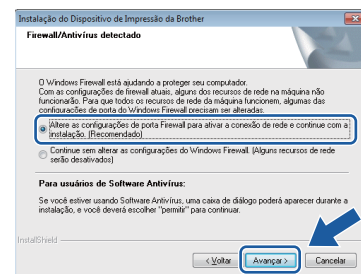 Instalação do Dispositivo de Impressão da Brother
Firewall/Antivírus detectado
O Windows Firewall está ajudando a proteger seu computador.
Com as configurações de firewall atuais, alguns dos recursos de rede na máquina não
funcionarão. Para que todos os recursos de rede da máquina funcionem, algumas das
configurações de porta do Windows Firewall precisam ser alteradas.
Altere as configurações de porta Firewall para ativar a conexão de rede e continue com a
instalação. (Recomendado)
Continue sem alterar as configurações do Windows Firewall. (Alguns recursos de rede
serão desativados)
Para usuários de Software Antivírus:
Se você estiver usando Software Antivírus, uma caixa de diálogo poderá aparecer durante a
instalação, e você deverá escolher "permitir" para continuar.
InstallShield
< Voltar
Avançar >
Cancelar